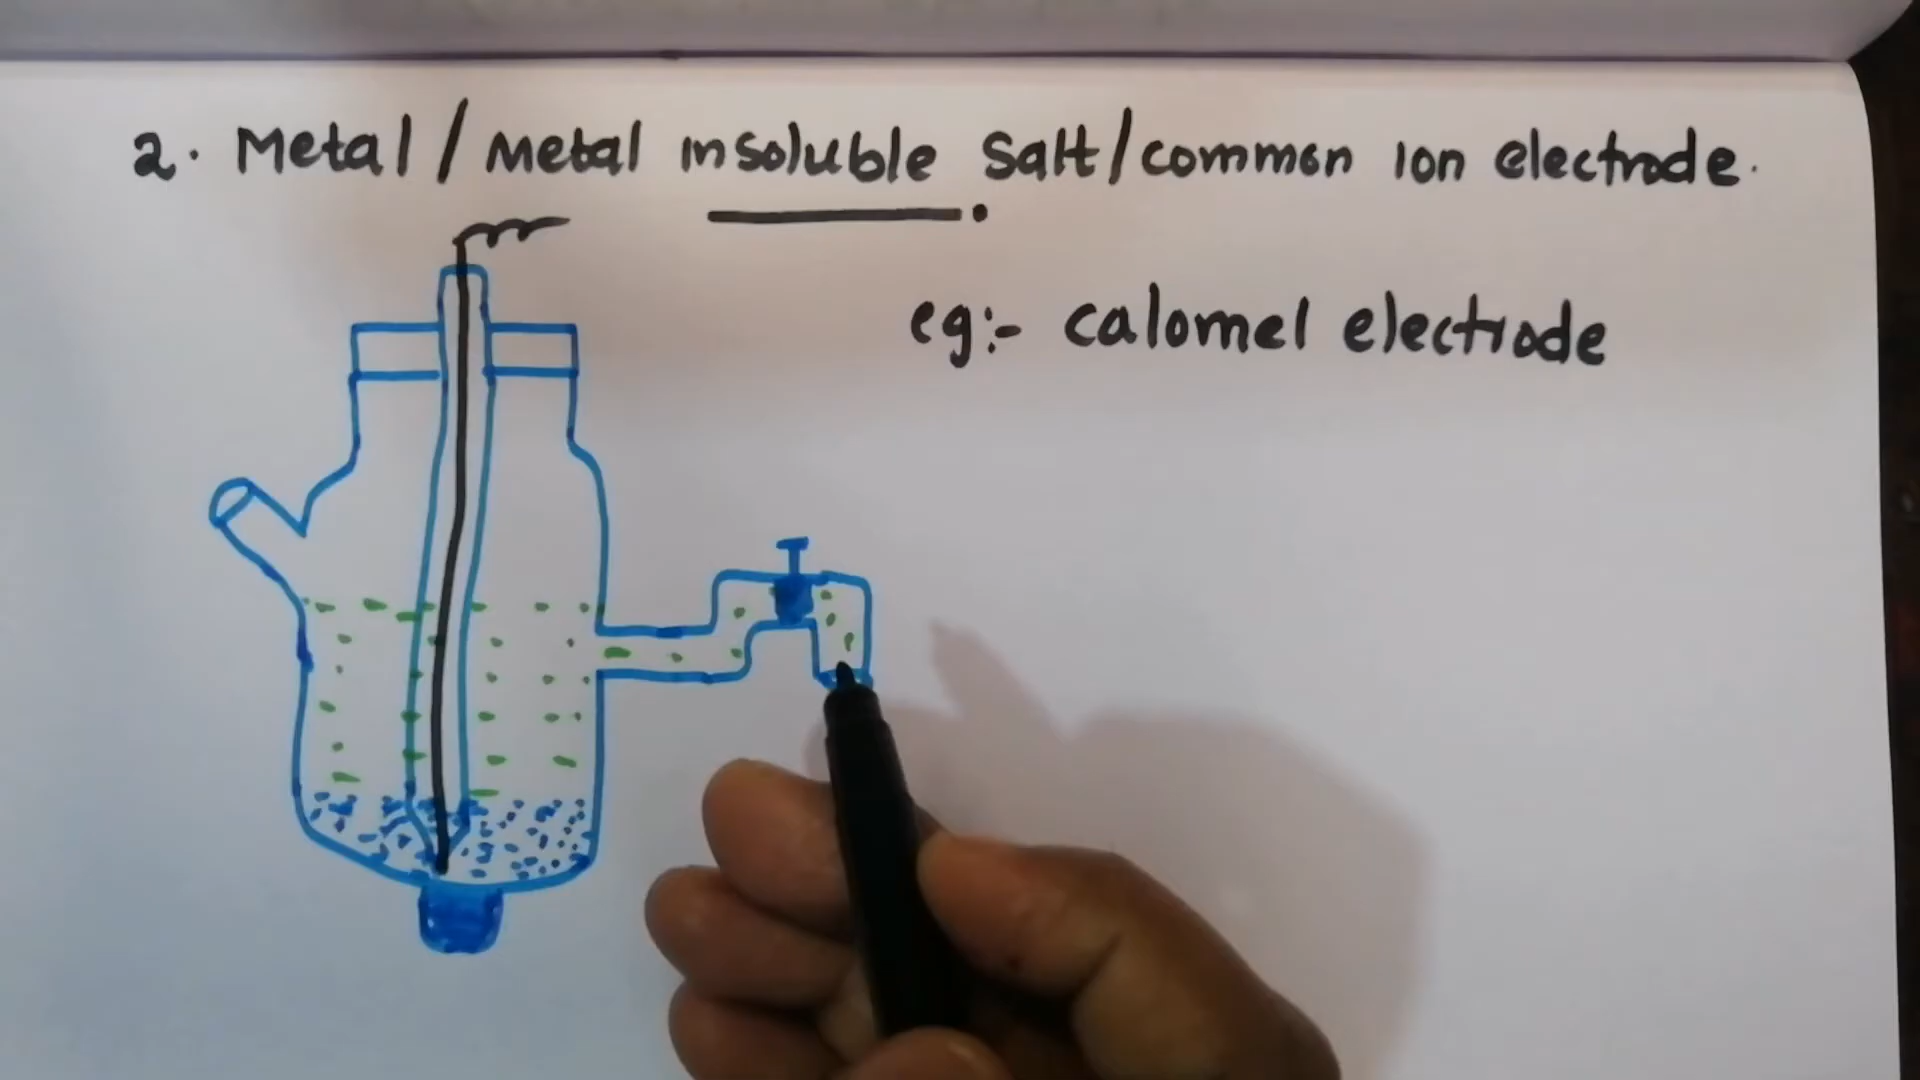 2. Metal / Metal insoluble Salt / common Ion electrode.
eg:- calomel electrode